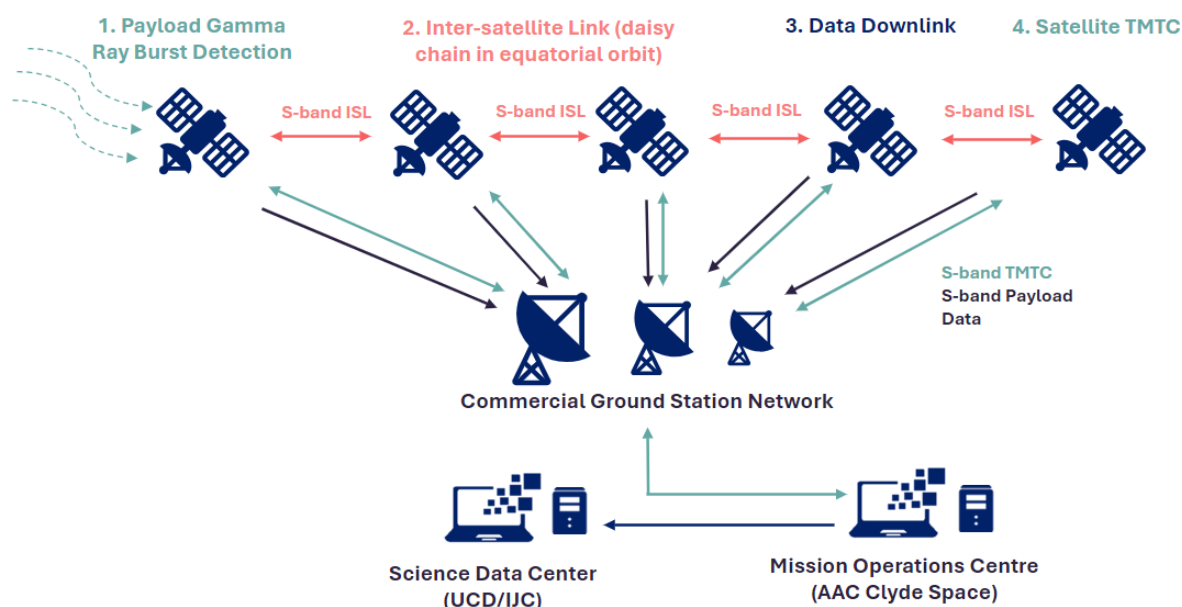 1. Payload Gamma
Ray Burst Detection
2. Inter-satellite Link (daisy
chain in equatorial orbit)
3. Data Downlink
4. Satellite TMTC
S-band ISL
S-band ISL
S-band ISL
S-band ISL
S-band TMTC
S-band Payload
Data
Commercial Ground Station Network
Science Data Center
(UCD/IJC)
Mission Operations Centre
(AAC Clyde Space)